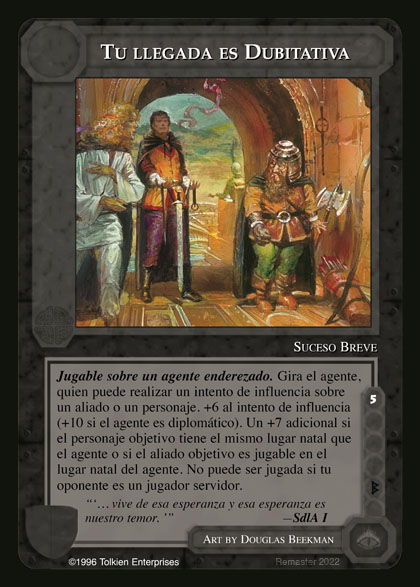 Tu llegada es Dubitativa
Suceso Breve
Jugable sobre un agente enderezado. Gira el agente,
quien puede realizar un intento de influencia sobre
un aliado o un personaje. +6 al intento de influencia
(+10 si el agente es diplomático). Un +7 adicional si
el personaje objetivo tiene el mismo lugar natal que
el agente o si el aliado objetivo es jugable en el
lugar natal del agente. No puede ser jugada si tu
oponente es un jugador servidor.
“‘… vive de esa esperanza y esa esperanza es
nuestro temor. ’” —SdlA I
5
Art by Douglas Beekman
©1996 Tolkien Enterprises
Remaster 2022